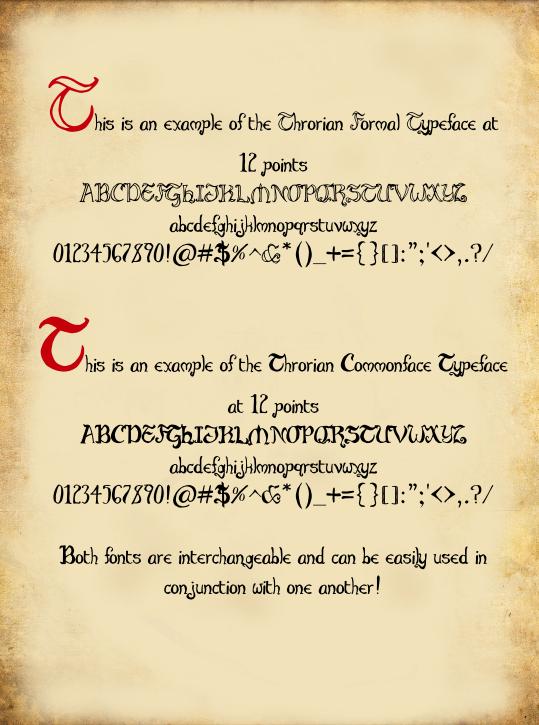 This is an example of the Throrian Formal Typeface at
12 points
ABCDEFGHIJKLMNOPQRSTUVWXYZ
abcdefghijklmnopqrstuvwxyz
01234567890!@#$%^&*()_+={}[]:";'<>,.?/
This is an example of the Throrian Commonface Typeface
at 12 points
ABCDEFGHIJKLMNOPQRSTUVWXYZ
abcdefghijklmnopqrstuvwxyz
01234567890!@#$%^&*()_+={}[]:";'<>,.?/
Both fonts are interchangeable and can be easily used in
conjunction with one another!